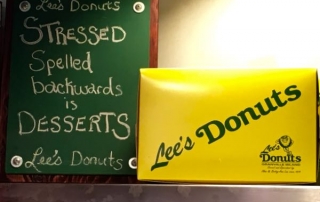 Lee's Donuts
STRESSED
Spelled
backwards
is
DESSERTS
Lee's Donuts
Lee's Donuts
Lee's
Donuts